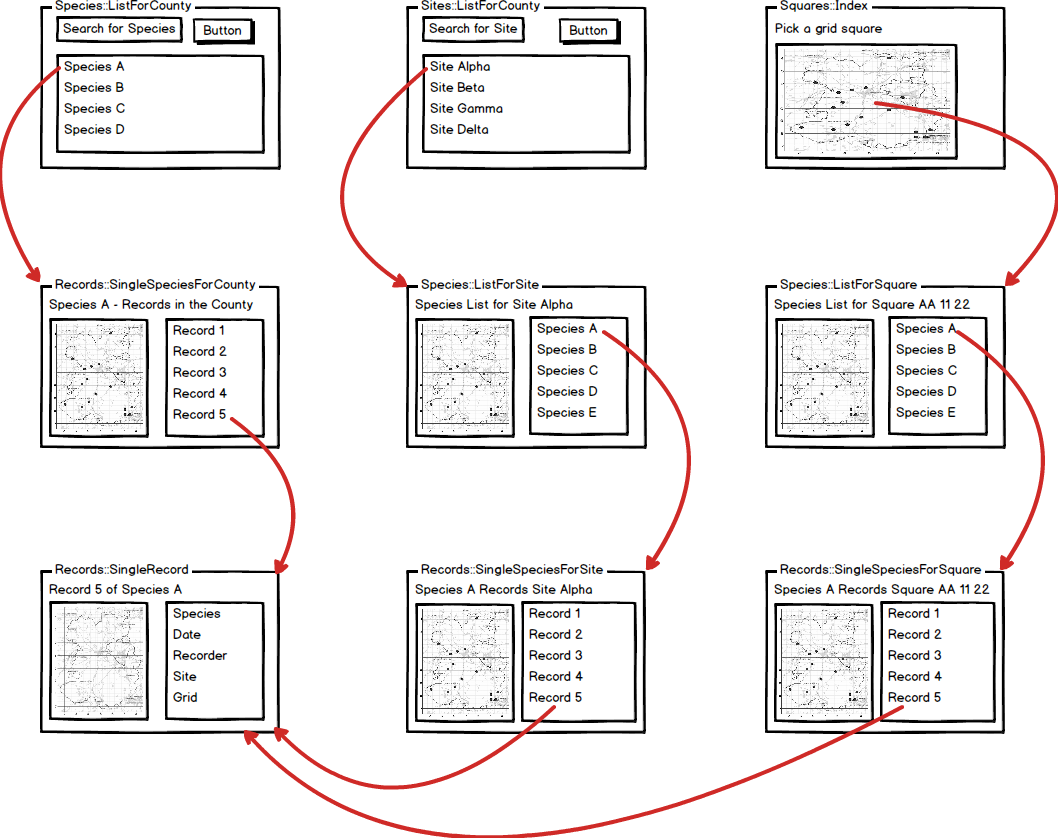 Species::ListForCounty
Search for Species
Button
Species A
Species B
Species C
Species D
Sites::ListForCounty
Search for Site
Button
Site Alpha
Site Beta
Site Gamma
Site Delta
Squares::Index
Pick a grid square
Records::SingleSpeciesForCounty
Species A - Records in the County
Record 1
Record 2
Record 3
Record 4
Record 5
Species::ListForSite
Species List for Site Alpha
Species A
Species B
Species C
Species D
Species E
Species::ListForSquare
Species List for Square AA 11 22
Species A
Species B
Species C
Species D
Species E
Records::SingleRecord
Record 5 of Species A
Species
Date
Recorder
Site
Grid
Records::SingleSpeciesForSite
Species A Records Site Alpha
Record 1
Record 2
Record 3
Record 4
Record 5
Records::SingleSpeciesForSquare
Species A Records Square AA 11 22
Record 1
Record 2
Record 3
Record 4
Record 5